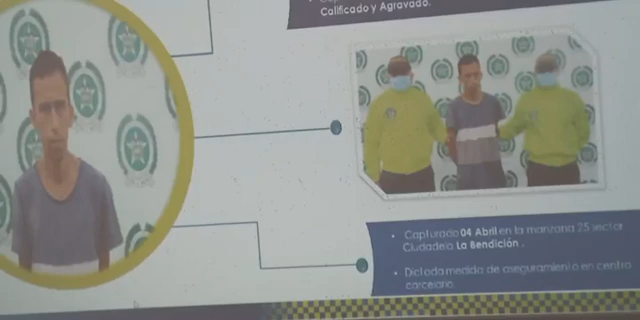 Calificado y Agravado.
• Capturado 04 Abril en la manzana 25 sector
Ciudadela La Bendición .
• Dictada medida de aseguramiento en centro
carcelario.